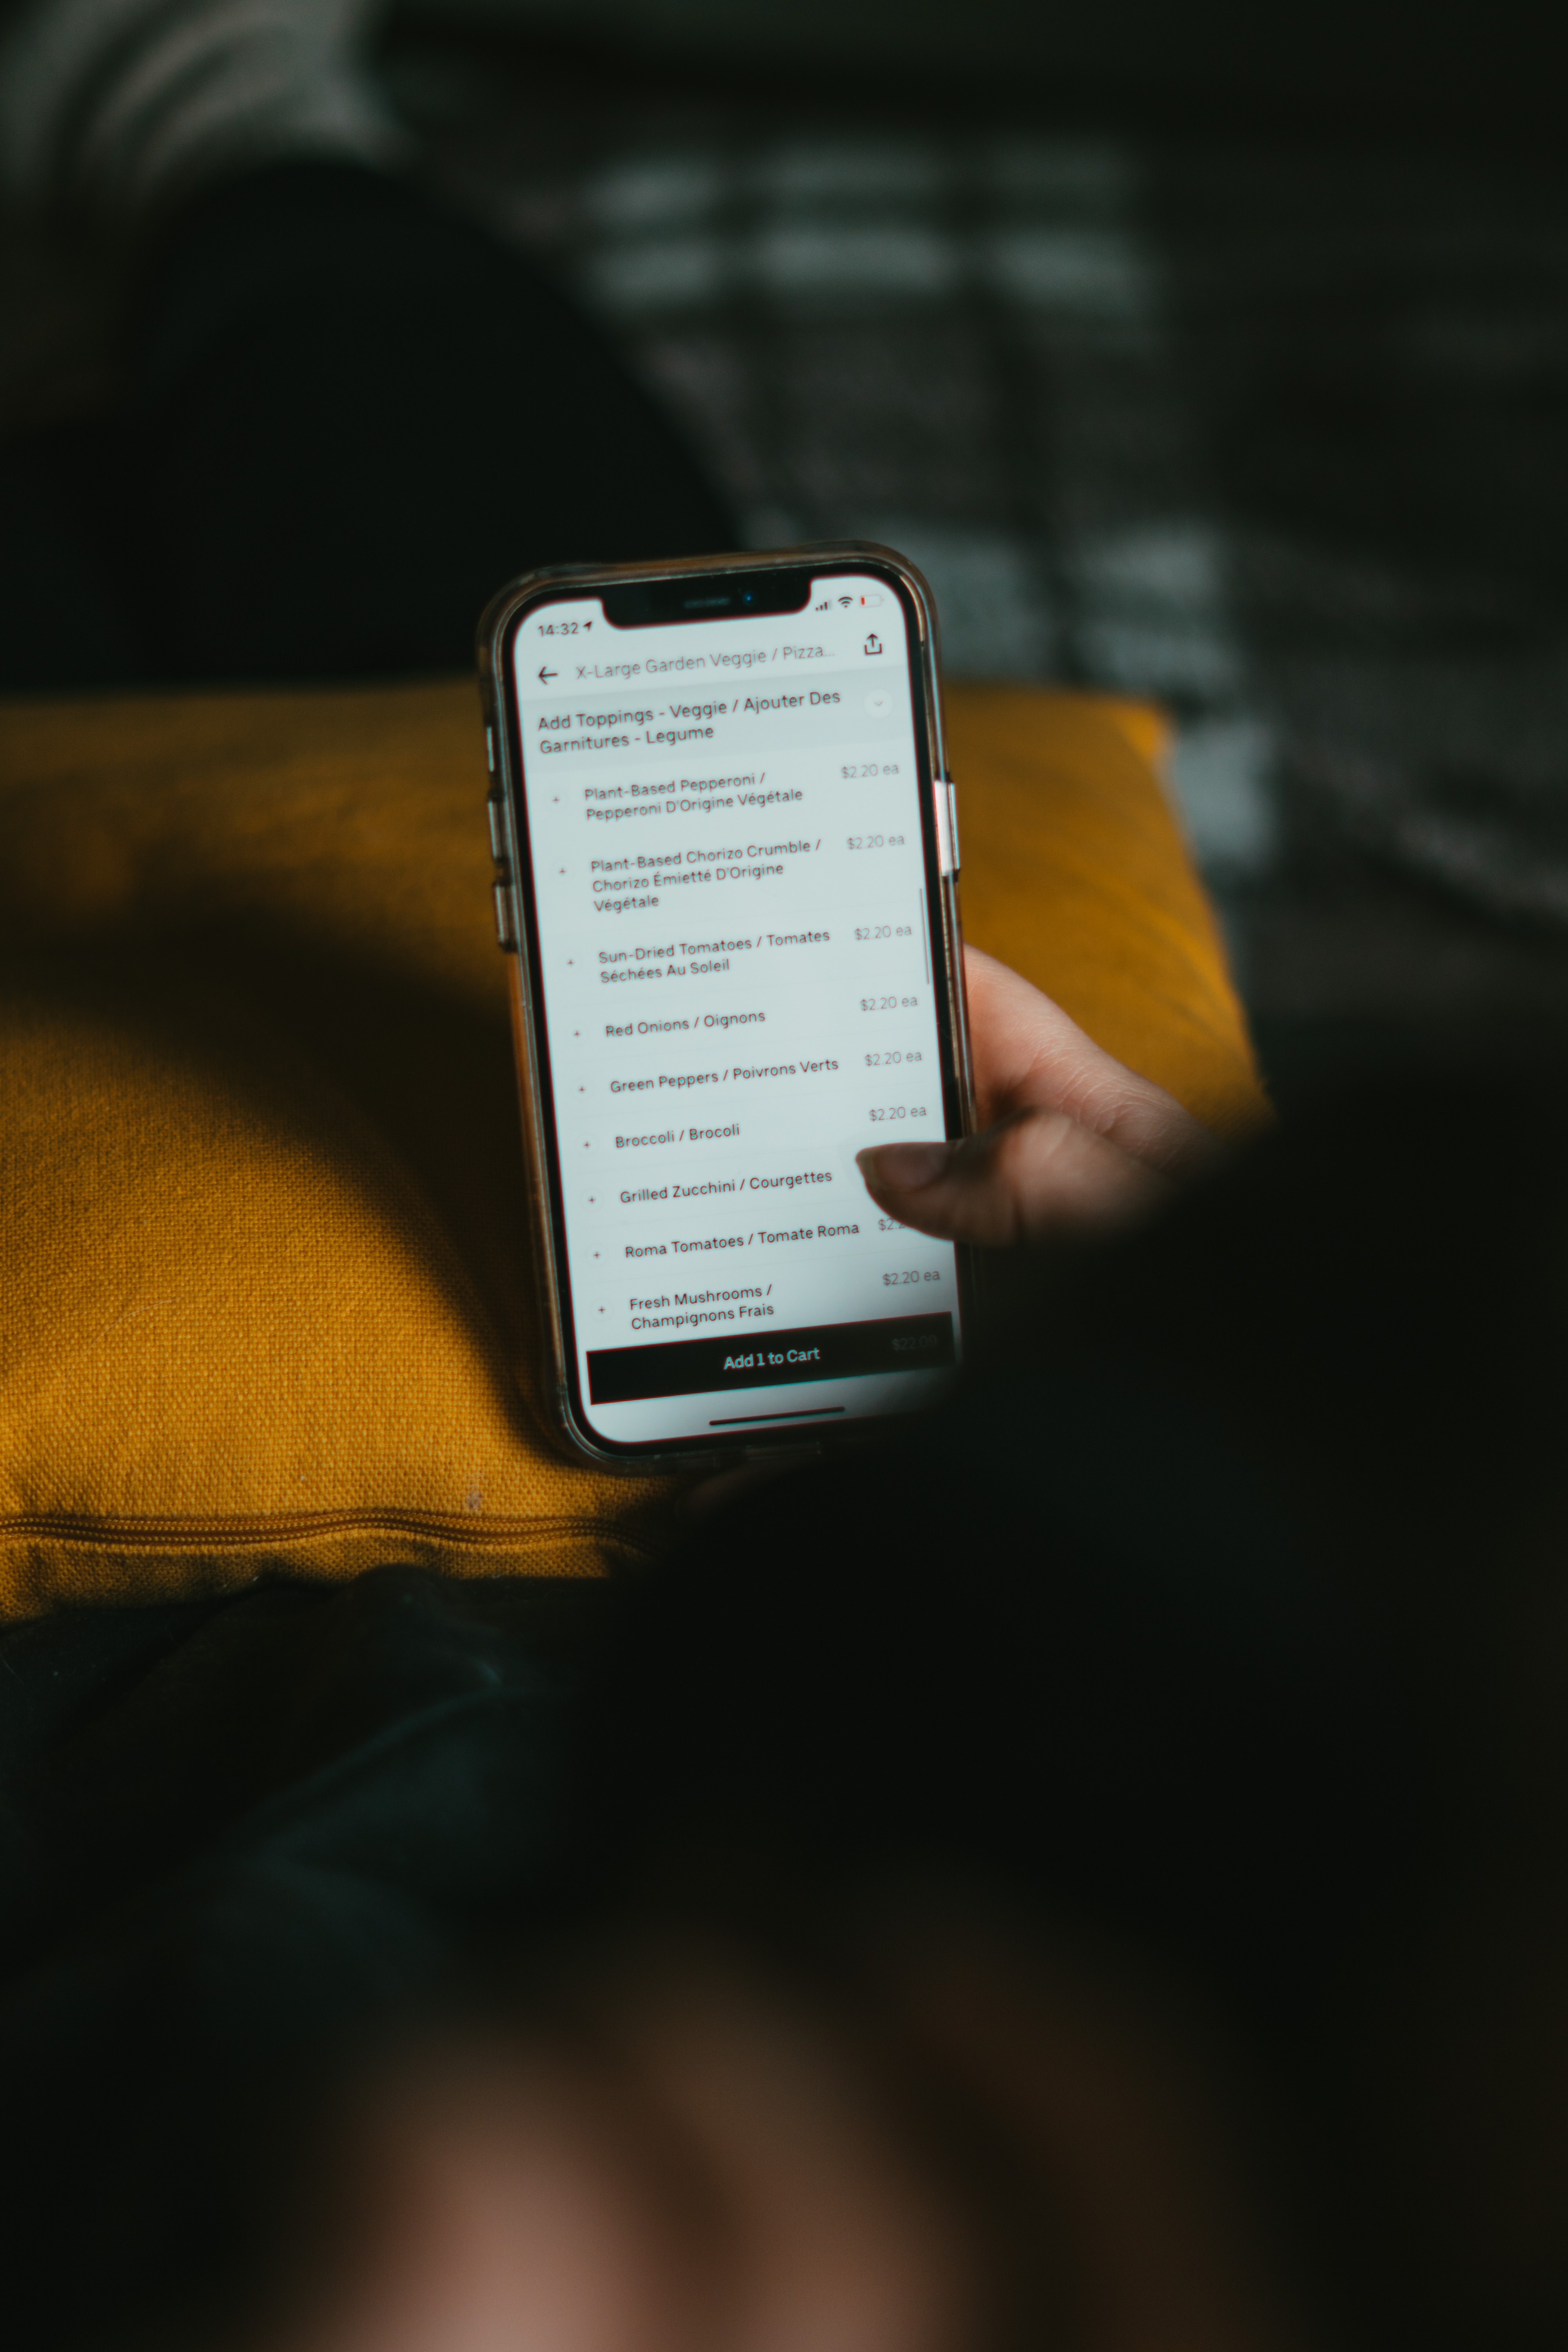 14:32
X-Large Garden Veggie / Pizza...
Add Toppings - Veggie / Ajouter Des
Garnitures - Legume
Plant-Based Pepperoni /
Pepperoni D'Origine Végétale
$2.20 ea
Plant-Based Chorizo Crumble /
Chorizo Émietté D'Origine
Végétale
$2.20 ea
Sun-Dried Tomatoes / Tomates
Séchées Au Soleil
$2.20 ea
Red Onions / Oignons
$2.20 ea
Green Peppers / Poivrons Verts
$2.20 ea
Broccoli / Brocoli
$2.20 ea
Grilled Zucchini / Courgettes
Roma Tomatoes / Tomate Roma
Fresh Mushrooms /
Champignons Frais
$2.20 ea
Add 1 to Cart
$22.09